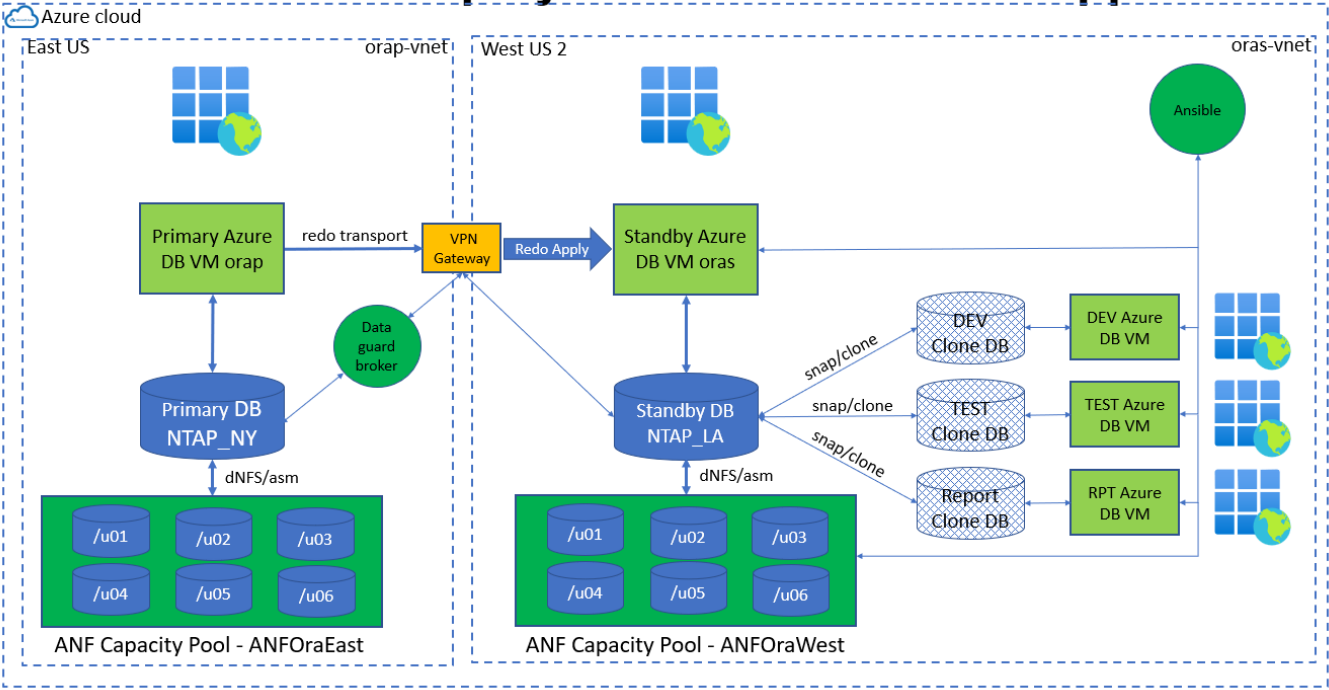 Azure cloud
East US
orap-vnet
West US 2
oras-vnet
Ansible
Primary Azure
DB VM orap
redo transport
VPN
Gateway
Redo Apply
Standby Azure
DB VM oras
Data
guard
broker
DEV
Clone DB
DEV Azure
DB VM
snap/clone
Primary DB
NTAP_NY
Standby DB
NTAP_LA
snap/clone
TEST
Clone DB
TEST Azure
DB VM
snap/clone
Report
Clone DB
RPT Azure
DB VM
dNFS/asm
dNFS/asm
/u01
/u02
/u03
/u04
/u05
/u06
/u01
/u02
/u03
/u04
/u05
/u06
ANF Capacity Pool - ANFOraEast
ANF Capacity Pool - ANFOraWest